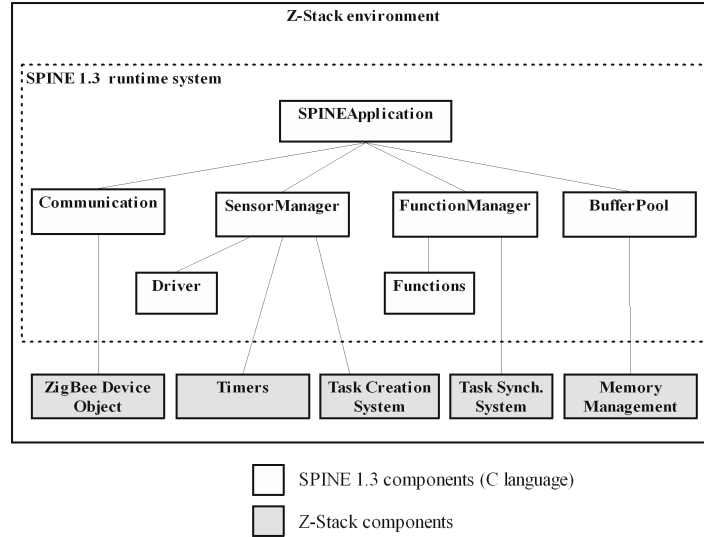 Z-Stack environment
SPINE 1.3 runtime system
SPINEApplication
Communication
SensorManager
FunctionManager
BufferPool
Driver
Functions
ZigBee Device
Object
Timers
Task Creation
System
Task Synch.
System
Memory
Management
SPINE 1.3 components (C language)
Z-Stack components